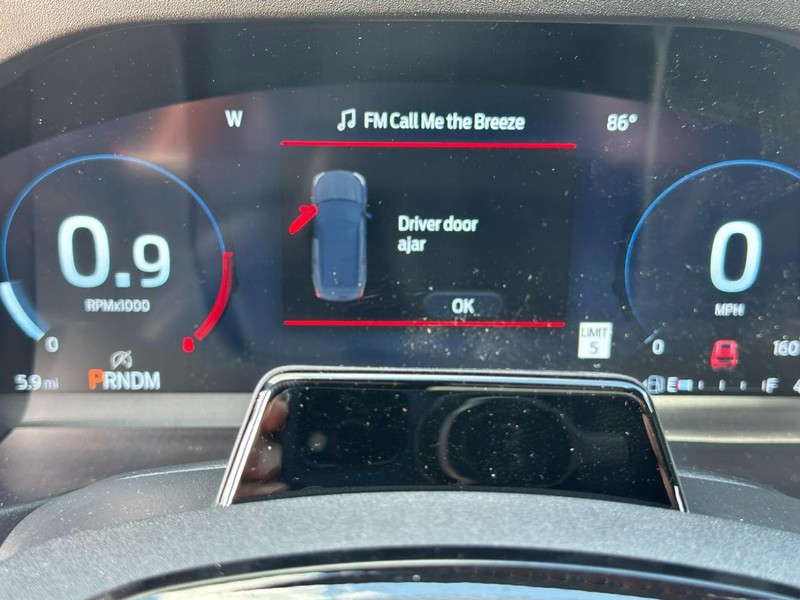 W
FM Call Me the Breeze
86°
Driver door
ajar
OK
0.9
RPMx1000
0
5.9 mi
PRNDM
0
MPH
LIMIT
5
0
160
E
F